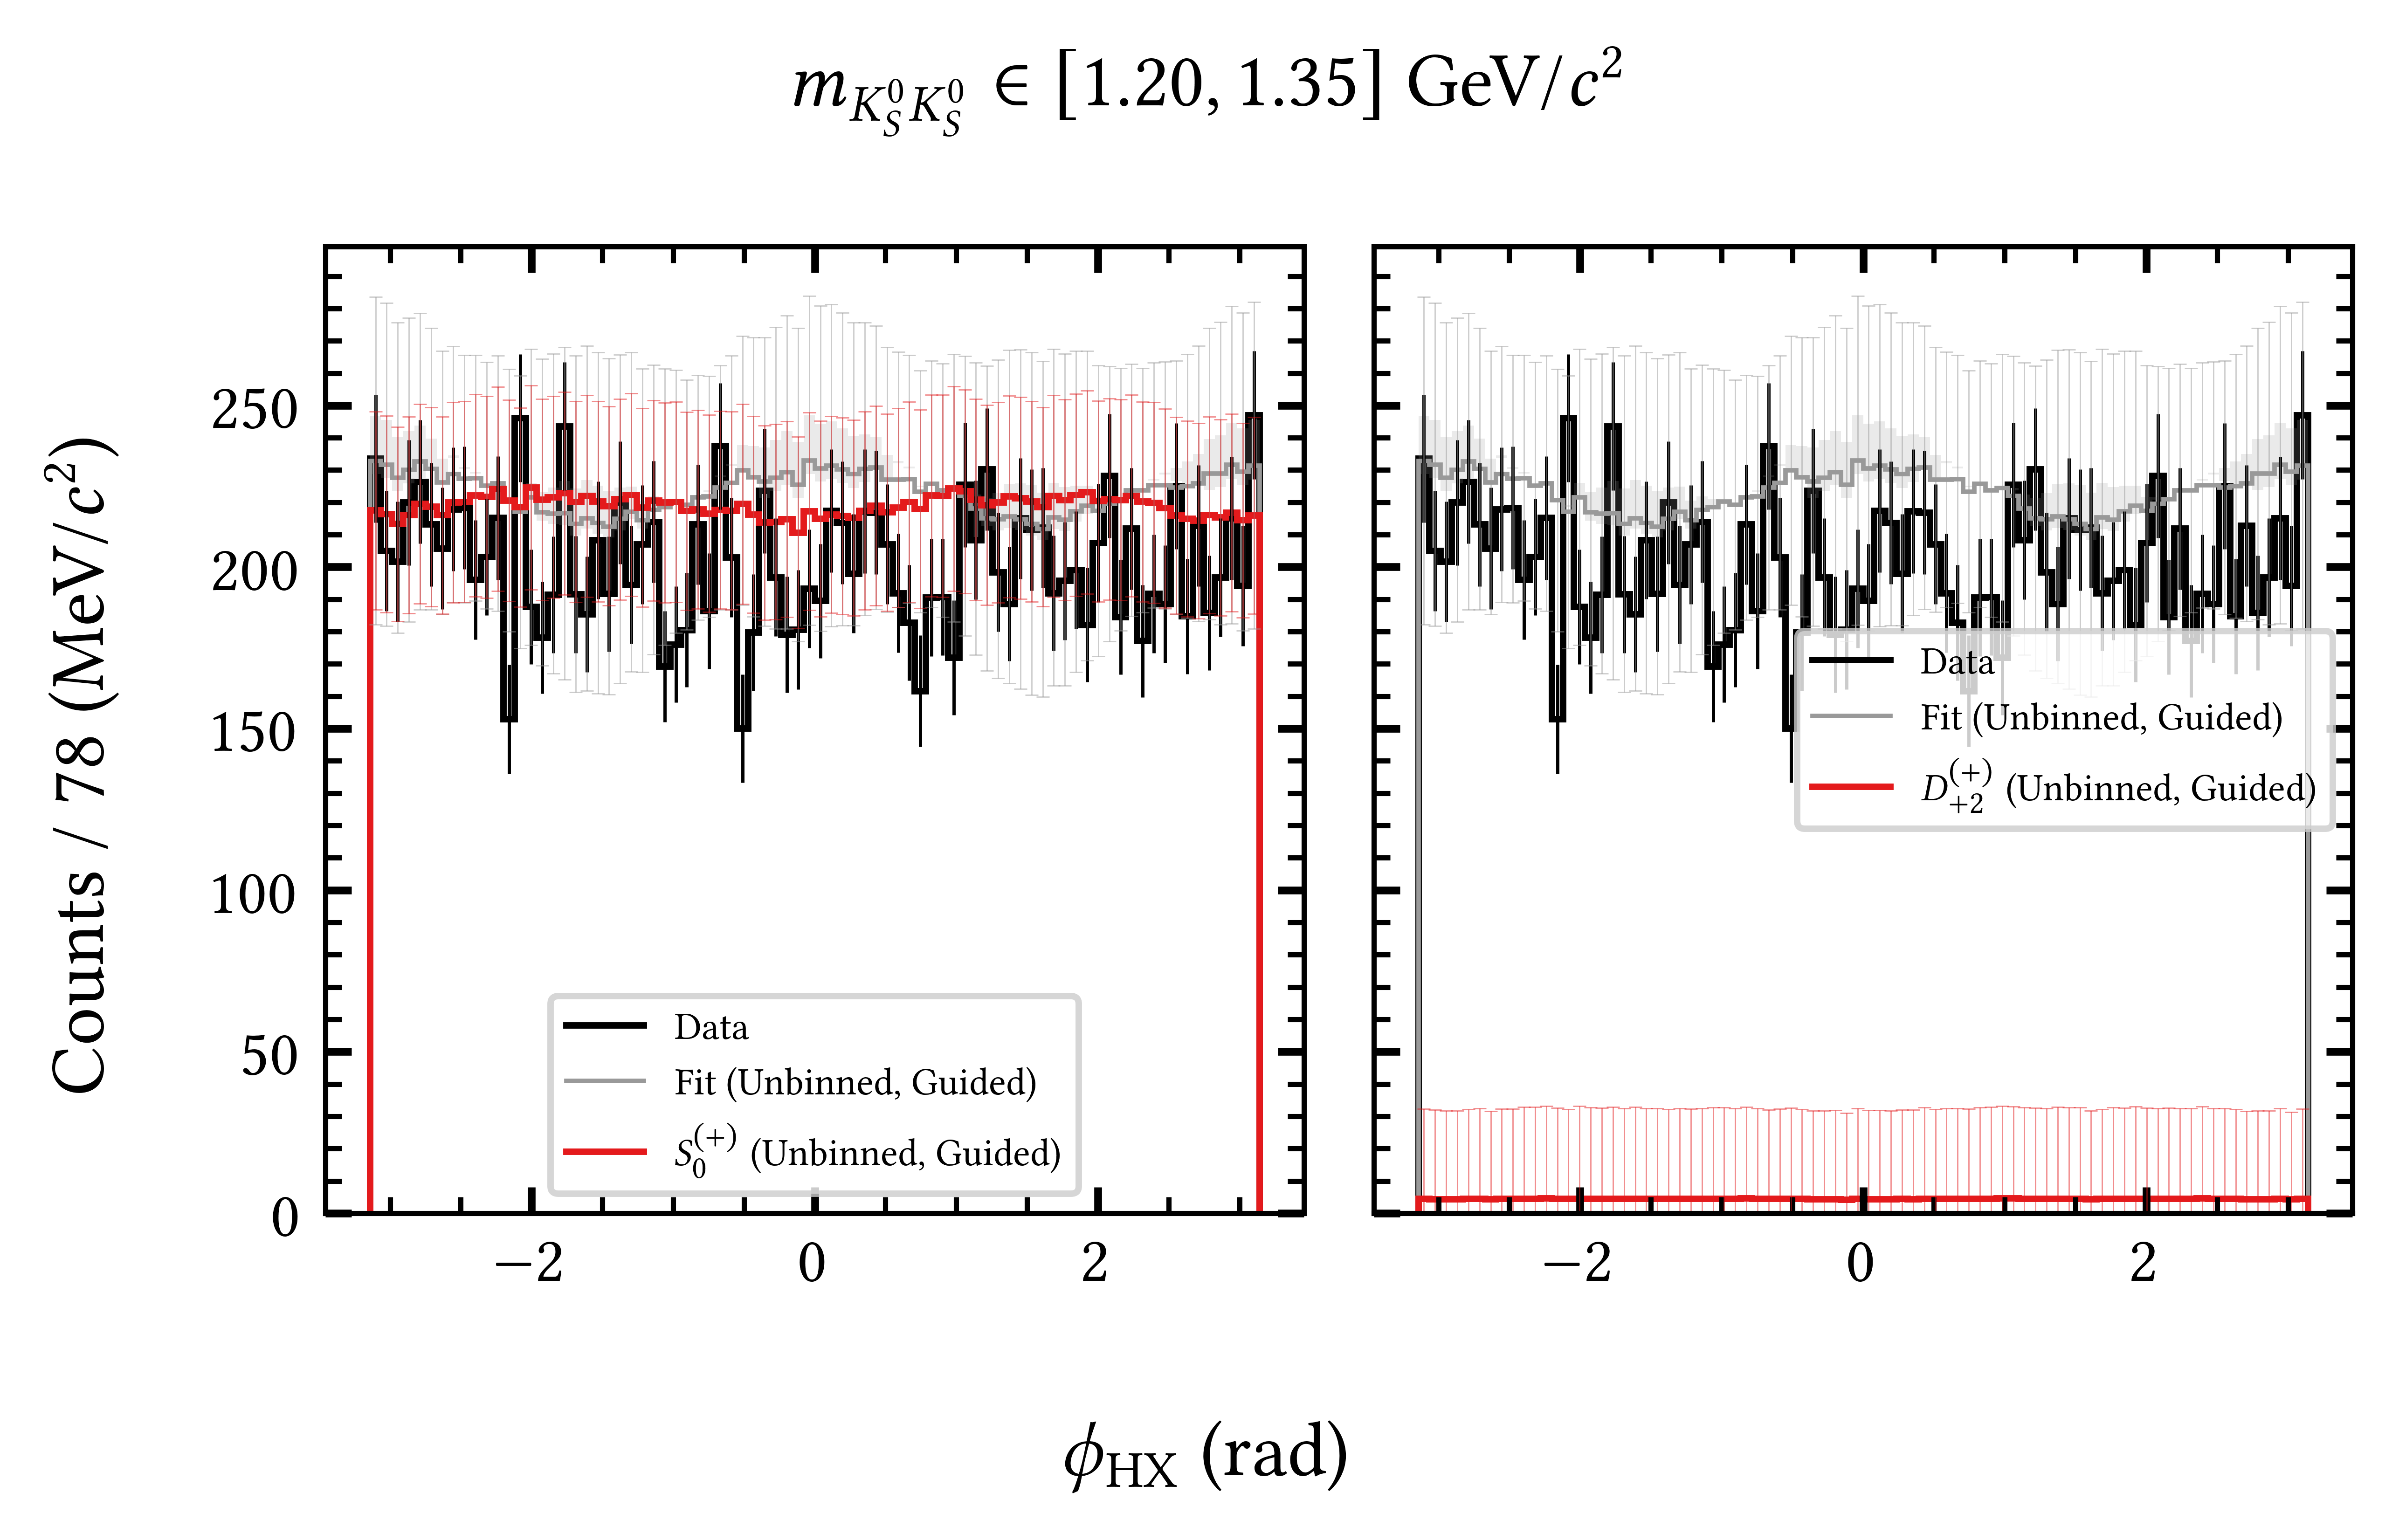 m_{K_S^0 K_S^0} ∈ [1.20, 1.35] GeV/c²
Counts / 78 (MeV/c²)
250
200
150
100
50
0
Data
Fit (Unbinned, Guided)
S_0^{(+)} (Unbinned, Guided)
−2
0
2
Data
Fit (Unbinned, Guided)
D_{+2}^{(+)} (Unbinned, Guided)
−2
0
2
ϕ_{HX} (rad)